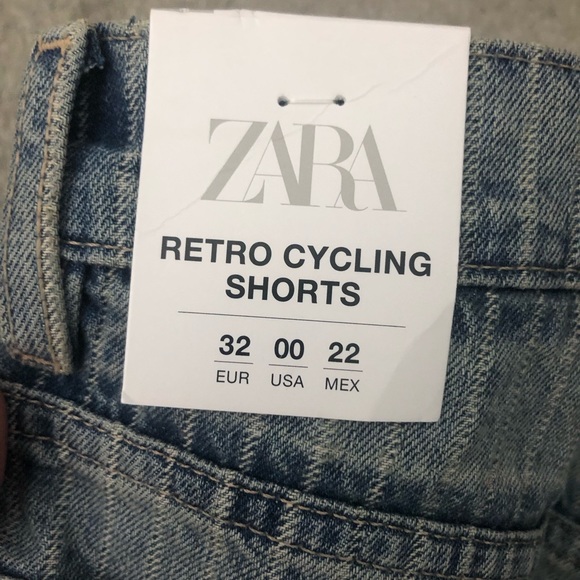 ZARA
RETRO CYCLING
SHORTS
32 00 22
EUR USA MEX